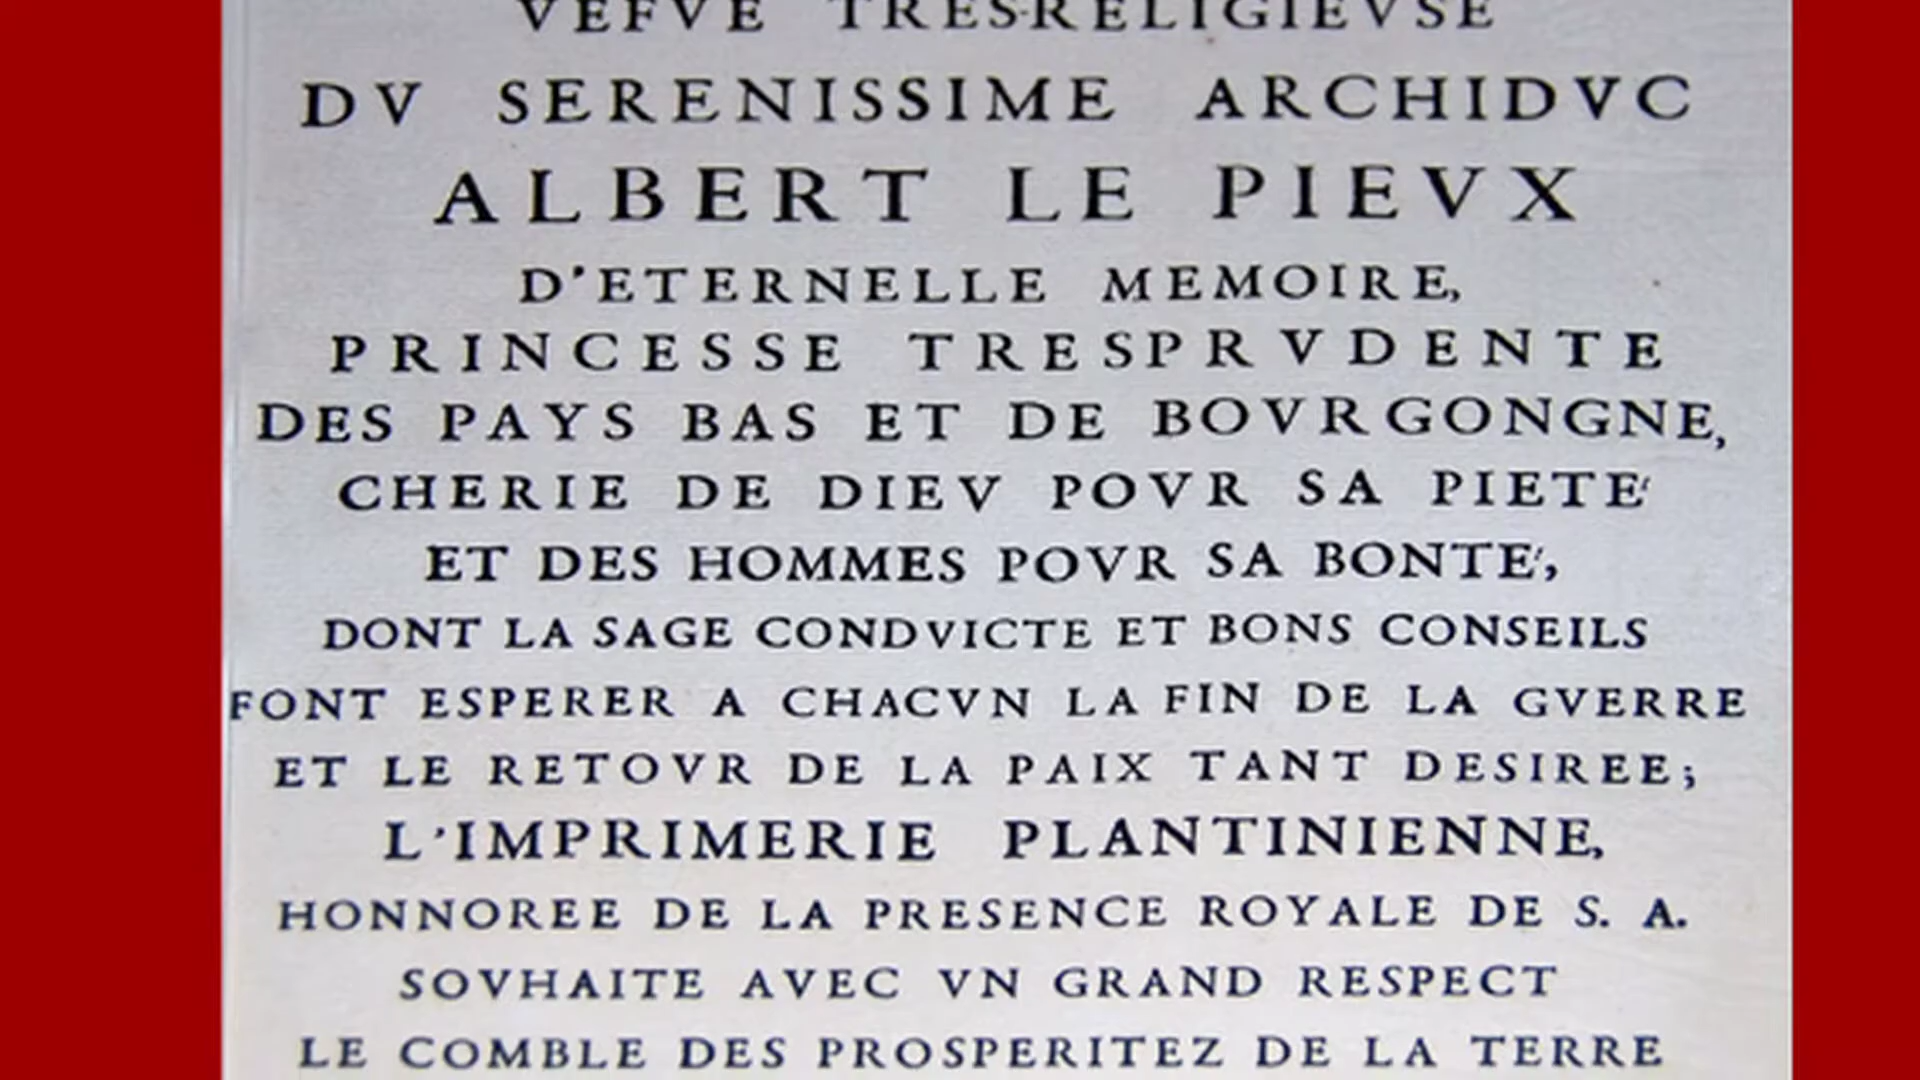 VEFVE TRES-RELIGIEVSE
DV SERENISSIME ARCHIDVC
ALBERT LE PIEVX
D'ETERNELLE MEMOIRE,
PRINCESSE TRESPRVDENTE
DES PAYS BAS ET DE BOVRGONGNE,
CHERIE DE DIEV POVR SA PIETE'
ET DES HOMMES POVR SA BONTE',
DONT LA SAGE CONDVICTE ET BONS CONSEILS
FONT ESPERER A CHACVN LA FIN DE LA GVERRE
ET LE RETOVR DE LA PAIX TANT DESIREE;
L'IMPRIMERIE PLANTINIENNE,
HONNOREE DE LA PRESENCE ROYALE DE S. A.
SOVHAITE AVEC VN GRAND RESPECT
LE COMBLE DES PROSPERITEZ DE LA TERRE